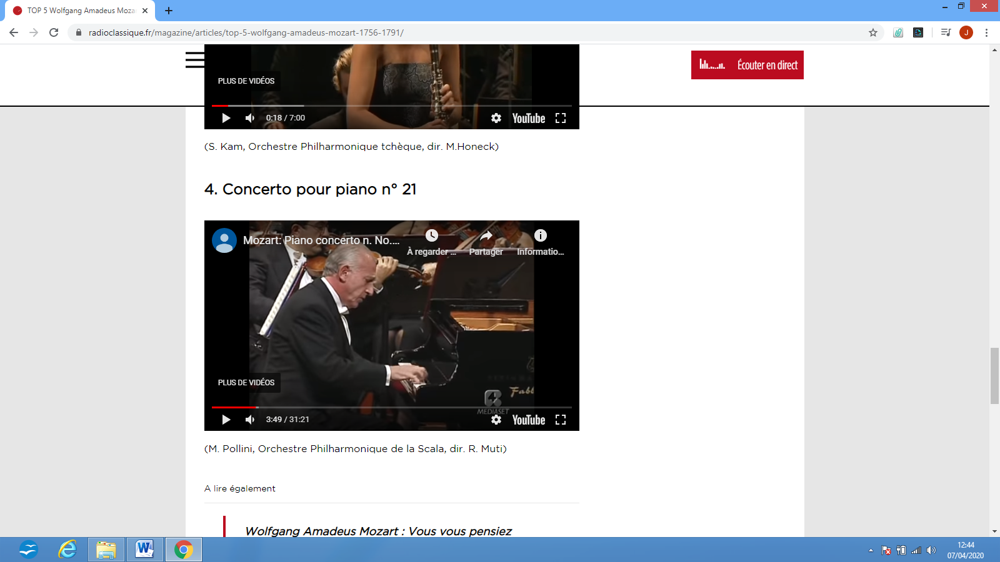 TOP 5 Wolfgang Amadeus Moza
radioclassique.fr/magazine/articles/top-5-wolfgang-amadeus-mozart-1756-1791/
J
Écouter en direct
PLUS DE VIDÉOS
0:18 / 7:00
YouTube
(S. Kam, Orchestre Philharmonique tchèque, dir. M.Honeck)
4. Concerto pour piano n° 21
Mozart: Piano concerto n. No....
À regarder ...
Partager
Informatio...
PLUS DE VIDÉOS
4
MEDIASET
Fabb
3:49 / 31:21
YouTube
(M. Pollini, Orchestre Philharmonique de la Scala, dir. R. Muti)
A lire également
Wolfgang Amadeus Mozart : Vous vous pensiez
W
12:44
07/04/2020